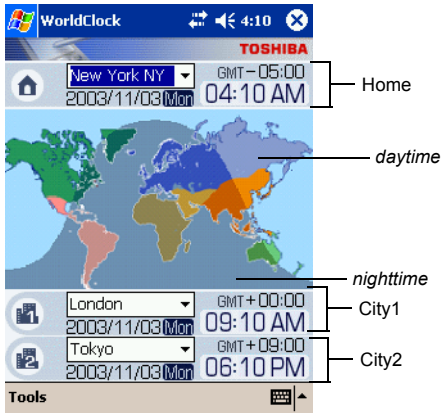 WorldClock 4:10
TOSHIBA
New York NY GMT-05:00
2003/11/03 Mon 04:10 AM
Home
daytime
nighttime
1 London GMT+00:00
2003/11/03 Mon 09:10 AM
City1
2 Tokyo GMT+09:00
2003/11/03 Mon 06:10 PM
City2
Tools